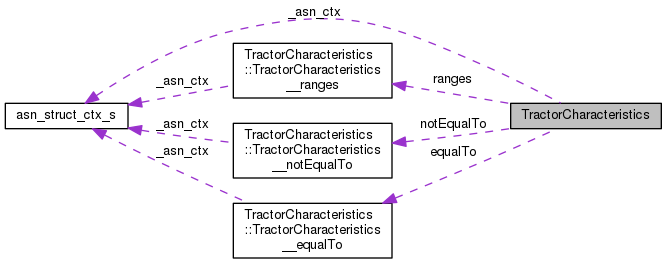 _asn_ctx
TractorCharacteristics
::TractorCharacteristics
__ranges
_asn_ctx
ranges
asn_struct_ctx_s
TractorCharacteristics
_asn_ctx
notEqualTo
TractorCharacteristics
::TractorCharacteristics
__notEqualTo
_asn_ctx
equalTo
TractorCharacteristics
::TractorCharacteristics
__equalTo